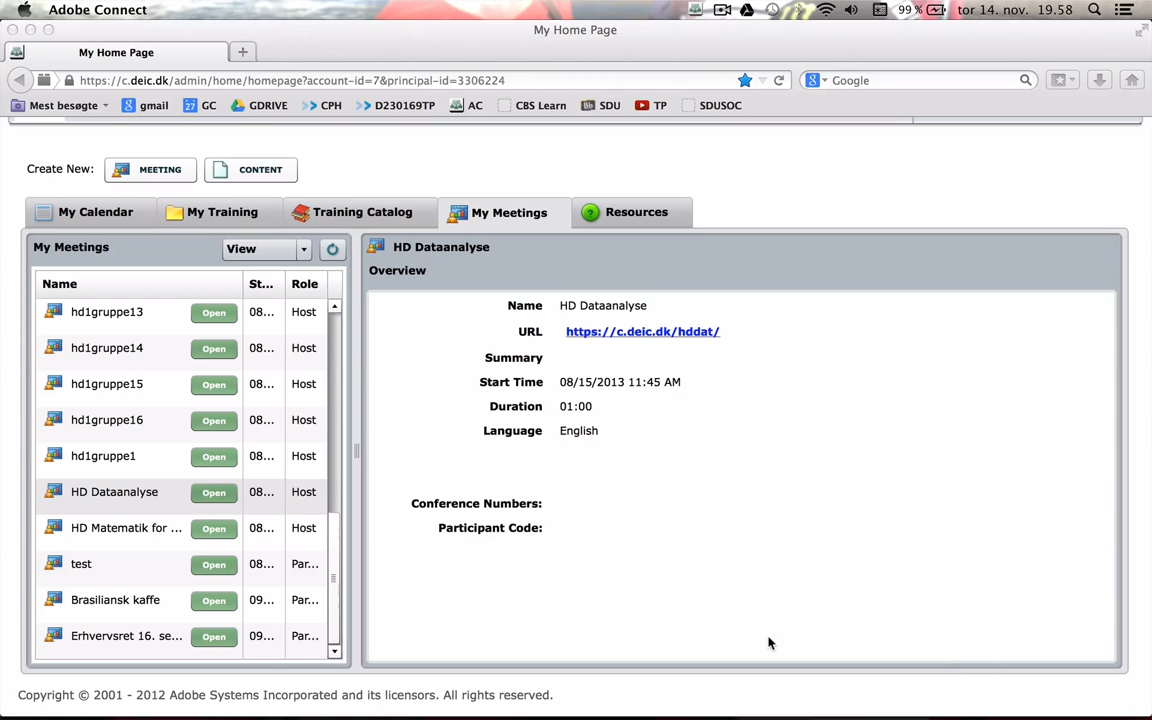 Adobe Connect 99% tor 14. nov. 19.58
My Home Page
My Home Page
https://c.deic.dk/admin/home/homepage?account-id=7&principal-id=3306224 Google
Mest besøgte gmail GC GDRIVE CPH D230169TP AC CBS Learn SDU TP SDUSOC
Create New: MEETING CONTENT
My Calendar My Training Training Catalog My Meetings Resources
My Meetings View
Name St... Role
hd1gruppe13 Open 08... Host
hd1gruppe14 Open 08... Host
hd1gruppe15 Open 08... Host
hd1gruppe16 Open 08... Host
hd1gruppe1 Open 08... Host
HD Dataanalyse Open 08... Host
HD Matematik for ... Open 08... Host
test Open 08... Par...
Brasiliansk kaffe Open 09... Par...
Erhvervsret 16. se... Open 09... Par...
HD Dataanalyse
Overview
Name HD Dataanalyse
URL https://c.deic.dk/hddat/
Summary
Start Time 08/15/2013 11:45 AM
Duration 01:00
Language English
Conference Numbers:
Participant Code:
Copyright © 2001 - 2012 Adobe Systems Incorporated and its licensors. All rights reserved.